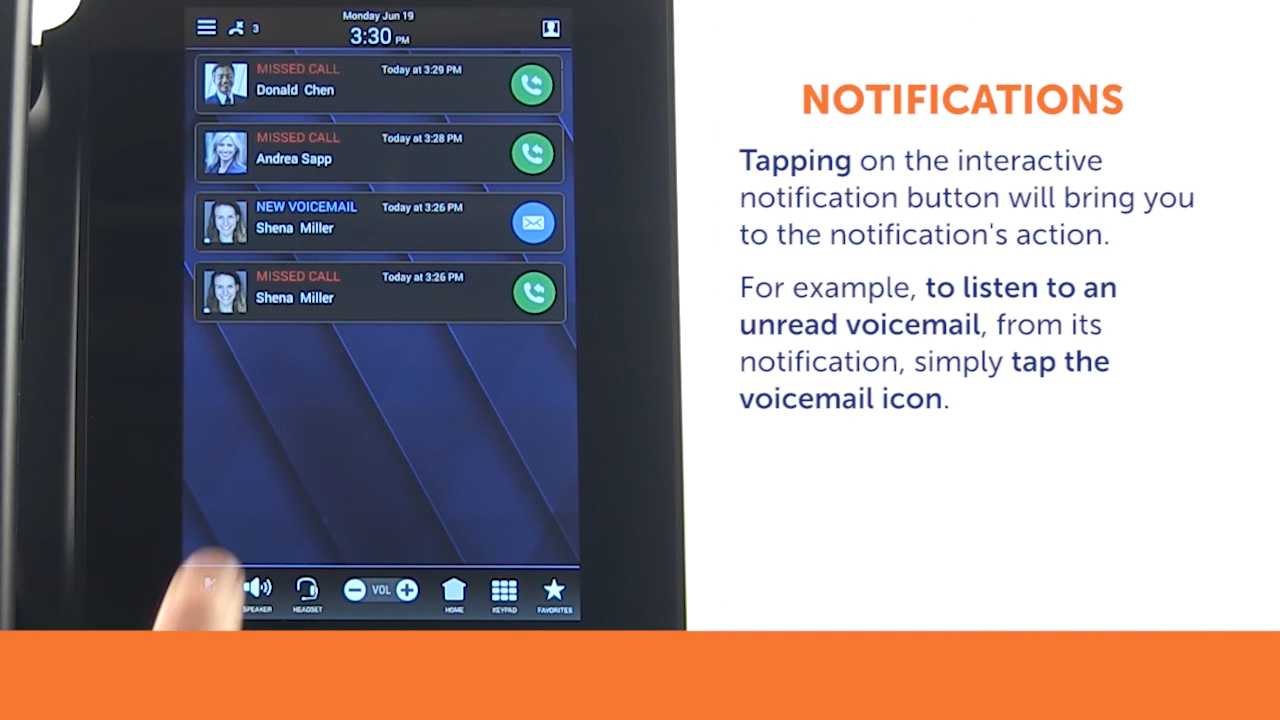 Monday Jun 19
3
3:30 PM
MISSED CALL Today at 3:29 PM
Donald Chen
MISSED CALL Today at 3:28 PM
Andrea Sapp
NEW VOICEMAIL Today at 3:26 PM
Shena Miller
MISSED CALL Today at 3:26 PM
Shena Miller
VOL
SPEAKER HEADSET HOME KEYPAD FAVORITES
NOTIFICATIONS
Tapping on the interactive
notification button will bring you
to the notification's action.
For example, to listen to an
unread voicemail, from its
notification, simply tap the
voicemail icon.